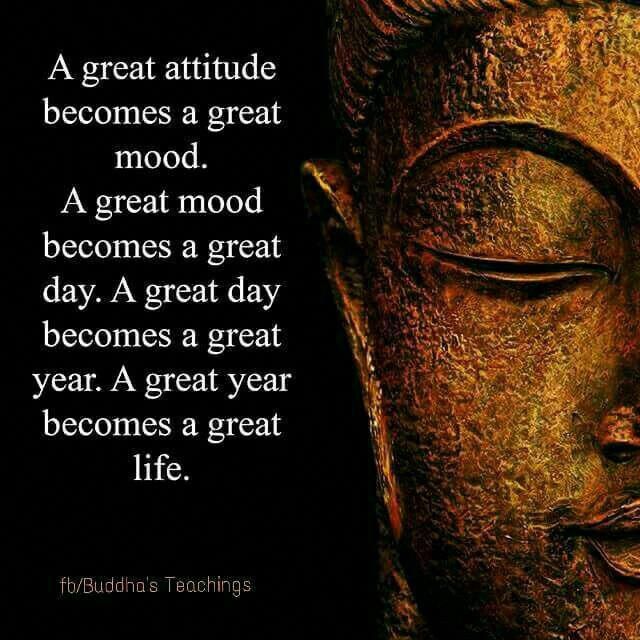 A great attitude
becomes a great
mood.
A great mood
becomes a great
day. A great day
becomes a great
year. A great year
becomes a great
life.
fb/Buddha's Teachings